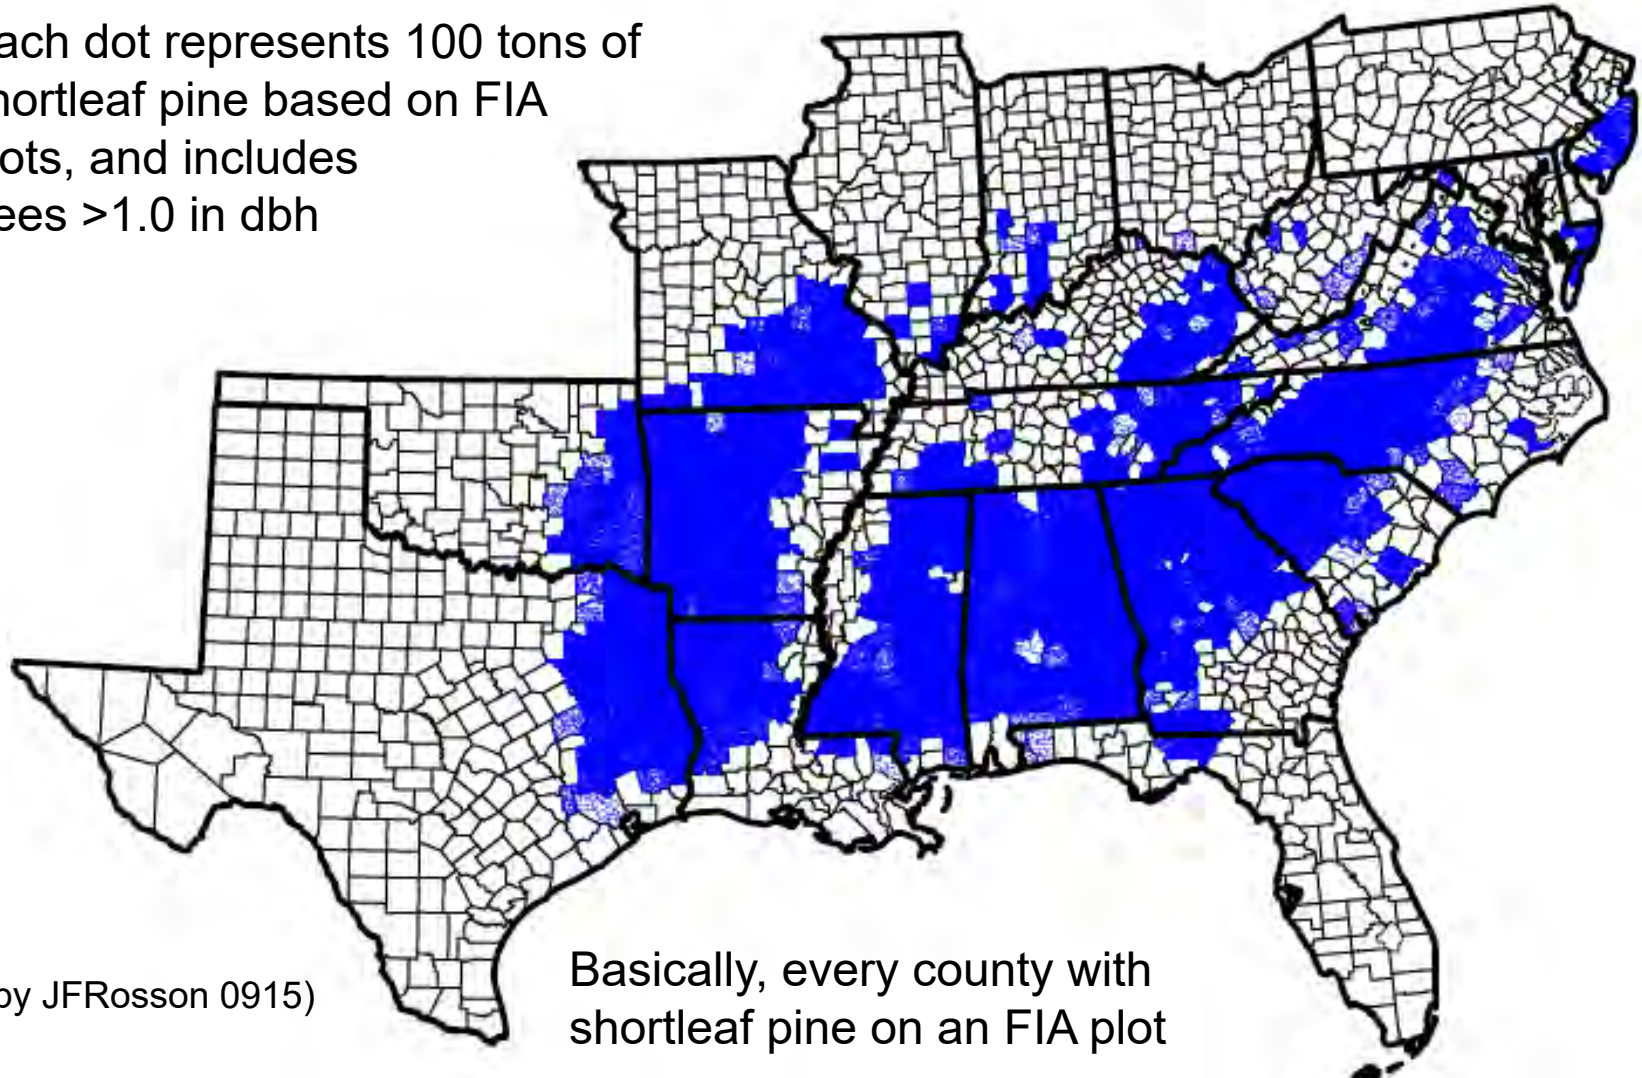 ach dot represents 100 tons of
hortleaf pine based on FIA
lots, and includes
ees >1.0 in dbh
by JFRosson 0915)
Basically, every county with
shortleaf pine on an FIA plot